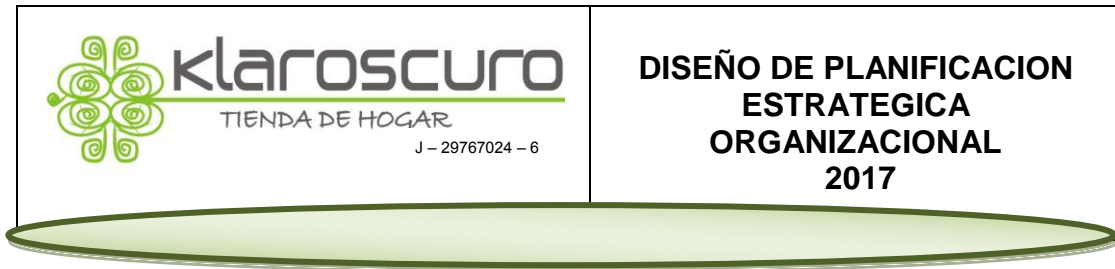 Klaroscuro
TIENDA DE HOGAR
J – 29767024 – 6
DISEÑO DE PLANIFICACION
ESTRATEGICA
ORGANIZACIONAL
2017